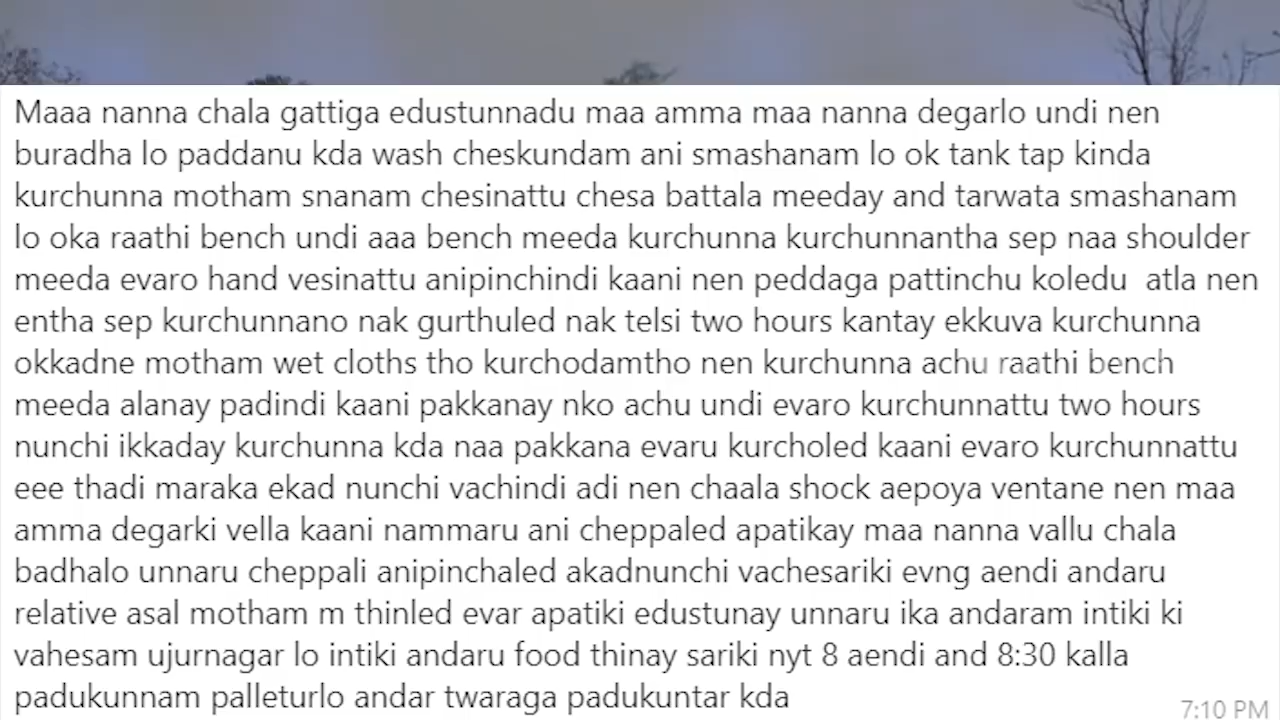 Maaa nanna chala gattiga edustunnadu maa amma maa nanna degarlo undi nen
buradha lo paddanu kda wash cheskundam ani smashanam lo ok tank tap kinda
kurchunna motham snanam chesinattu chesa battala meeday and tarwata smashanam
lo oka raathi bench undi aaa bench meeda kurchunna kurchunnantha sep naa shoulder
meeda evaro hand vesinattu anipinchindi kaani nen peddaga pattinchu koledu  atla nen
entha sep kurchunnano nak gurthuled nak telsi two hours kantay ekkuva kurchunna
okkadne motham wet cloths tho kurchodamtho nen kurchunna achu raathi bench
meeda alanay padindi kaani pakkanay nko achu undi evaro kurchunnattu two hours
nunchi ikkaday kurchunna kda naa pakkana evaru kurcholed kaani evaro kurchunnattu
eee thadi maraka ekad nunchi vachindi adi nen chaala shock aepoya ventane nen maa
amma degarki vella kaani nammaru ani cheppaled apatikay maa nanna vallu chala
badhalo unnaru cheppali anipinchaled akadnunchi vachesariki evng aendi andaru
relative asal motham m thinled evar apatiki edustunay unnaru ika andaram intiki ki
vahesam ujurnagar lo intiki andaru food thinay sariki nyt 8 aendi and 8:30 kalla
padukunnam palleturlo andar twaraga padukuntar kda
7:10 PM